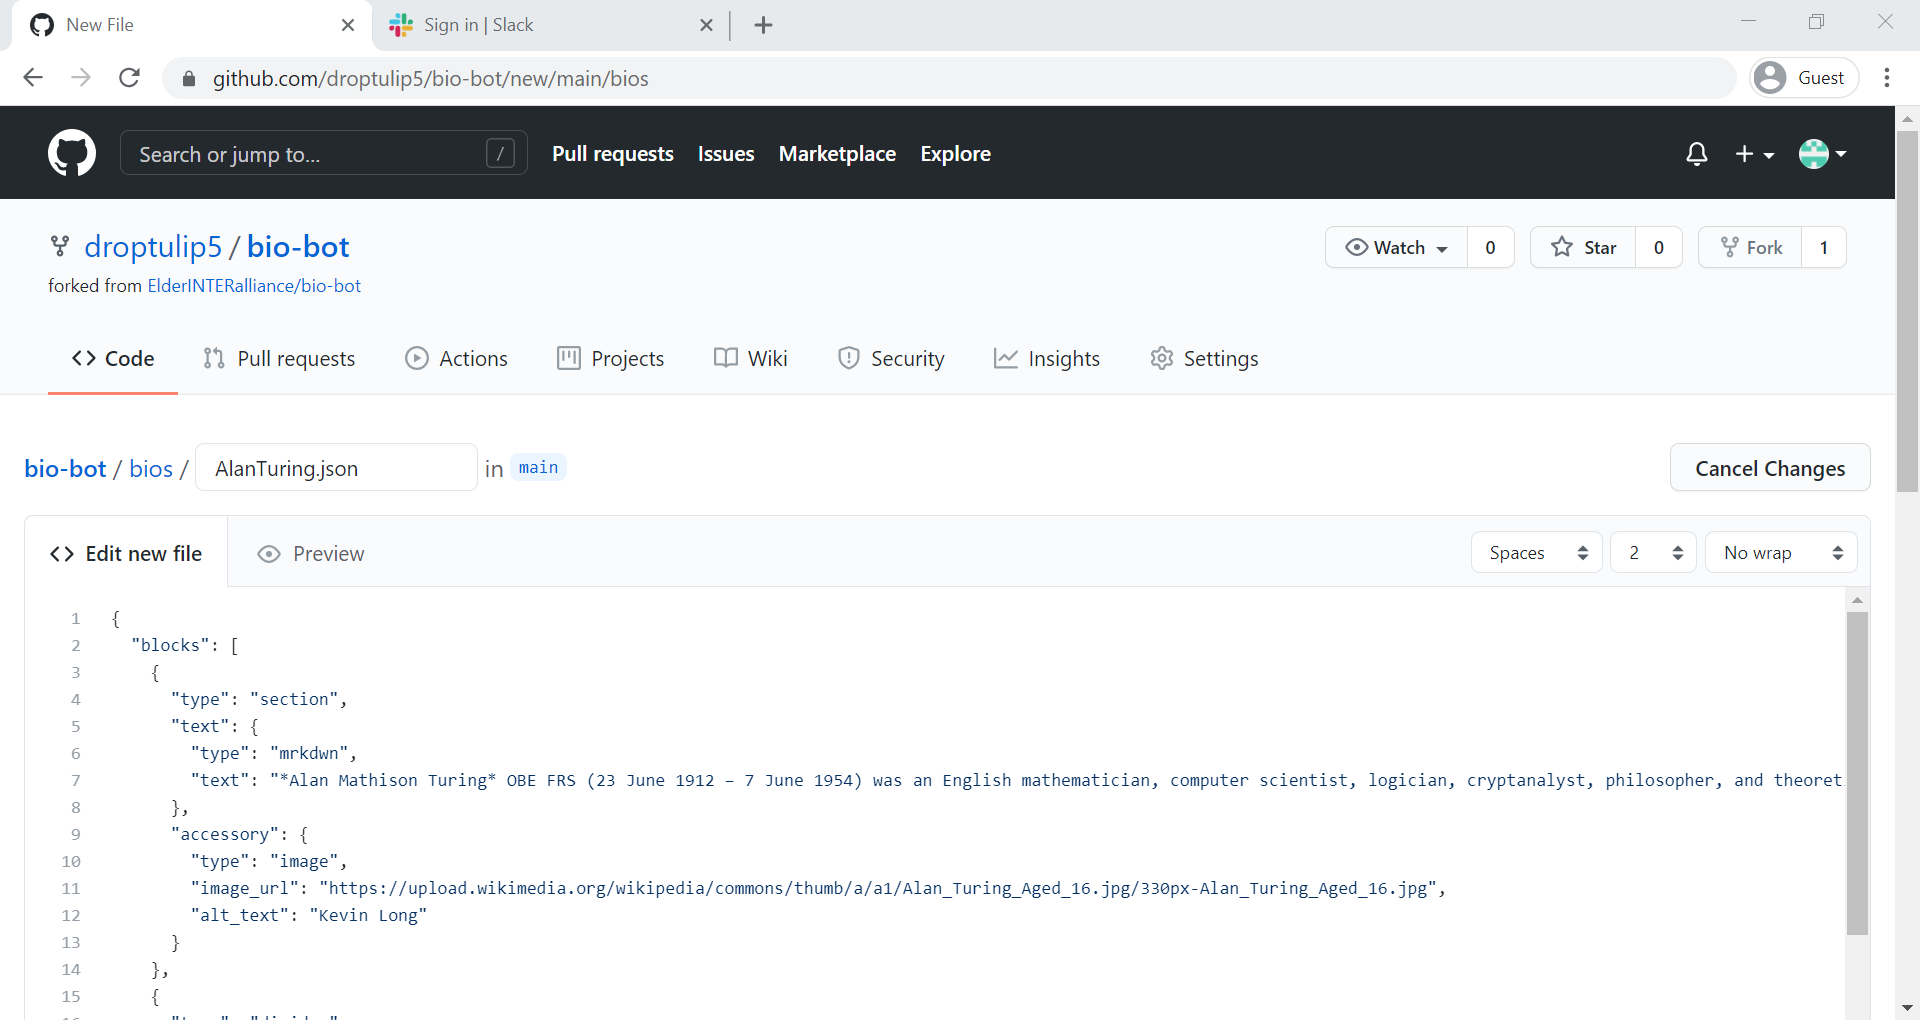 New File
Sign in | Slack
github.com/droptulip5/bio-bot/new/main/bios
Guest
Search or jump to... /
Pull requests Issues Marketplace Explore
droptulip5 / bio-bot
Watch 0 Star 0 Fork 1
forked from ElderINTERalliance/bio-bot
Code Pull requests Actions Projects Wiki Security Insights Settings
bio-bot / bios / AlanTuring.json in main
Cancel Changes
<> Edit new file Preview
Spaces 2 No wrap
1 {
2 "blocks": [
3 {
4 "type": "section",
5 "text": {
6 "type": "mrkdwn",
7 "text": "*Alan Mathison Turing* OBE FRS (23 June 1912 – 7 June 1954) was an English mathematician, computer scientist, logician, cryptanalyst, philosopher, and theoret
8 },
9 "accessory": {
10 "type": "image",
11 "image_url": "https://upload.wikimedia.org/wikipedia/commons/thumb/a/a1/Alan_Turing_Aged_16.jpg/330px-Alan_Turing_Aged_16.jpg",
12 "alt_text": "Kevin Long"
13 }
14 },
15 {